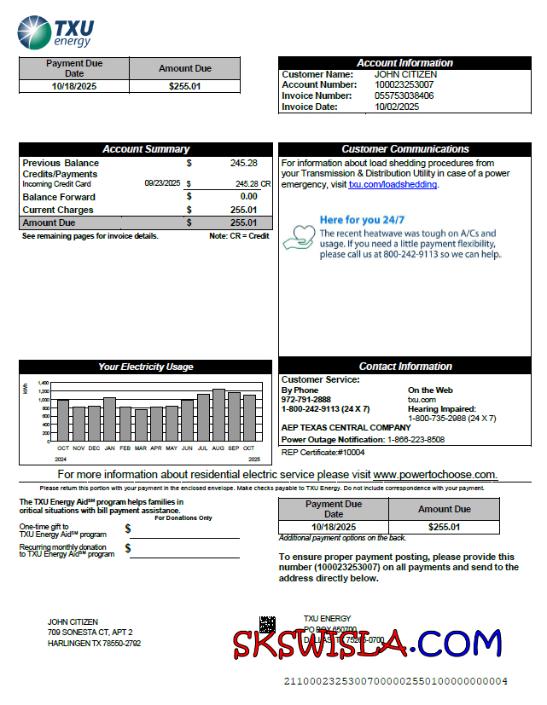 TXU
energy
Payment Due Date Amount Due
10/18/2025 $255.01
Account Information
Customer Name: JOHN CITIZEN
Account Number: 100023253007
Invoice Number: 055753038406
Invoice Date: 10/02/2025
Account Summary
Previous Balance $ 245.28
Credits/Payments
Incoming Credit Card 09/23/2025 $ 245.28 CR
Balance Forward $ 0.00
Current Charges $ 255.01
Amount Due $ 255.01
See remaining pages for invoice details. Note: CR = Credit
Customer Communications
For information about load shedding procedures from
your Transmission & Distribution Utility in case of a power
emergency, visit txu.com/loadshedding.
Here for you 24/7
The recent heatwave was tough on A/Cs and
usage. If you need a little payment flexibility,
please call us at 800-242-9113 so we can help.
Your Electricity Usage
kWh
1,400
1,200
1,000
800
600
400
200
0
OCT NOV DEC JAN FEB MAR APR MAY JUN JUL AUG SEP OCT
2024 2025
Contact Information
Customer Service:
By Phone On the Web
972-791-2888 txu.com
1-800-242-9113 (24 X 7) Hearing Impaired:
1-800-735-2988 (24 X 7)
AEP TEXAS CENTRAL COMPANY
Power Outage Notification: 1-866-223-8508
REP Certificate:#10004
For more information about residential electric service please visit www.powertochoose.com.
Please return this portion with your payment in the enclosed envelope. Make checks payable to TXU Energy. Do not include correspondence with your payment.
The TXU Energy Aid℠ program helps families in
critical situations with bill payment assistance.
For Donations Only
One-time gift to
TXU Energy Aid℠ program $
Recurring monthly donation
to TXU Energy Aid℠ program $
Payment Due Date Amount Due
10/18/2025 $255.01
Additional payment options on the back.
To ensure proper payment posting, please provide this
number (100023253007) on all payments and send to the
address directly below.
JOHN CITIZEN
709 SONESTA CT, APT 2
HARLINGEN TX 78550-2792
TXU ENERGY
PO BOX 650700
DALLAS TX 75265-0700
SKSWISLA.COM